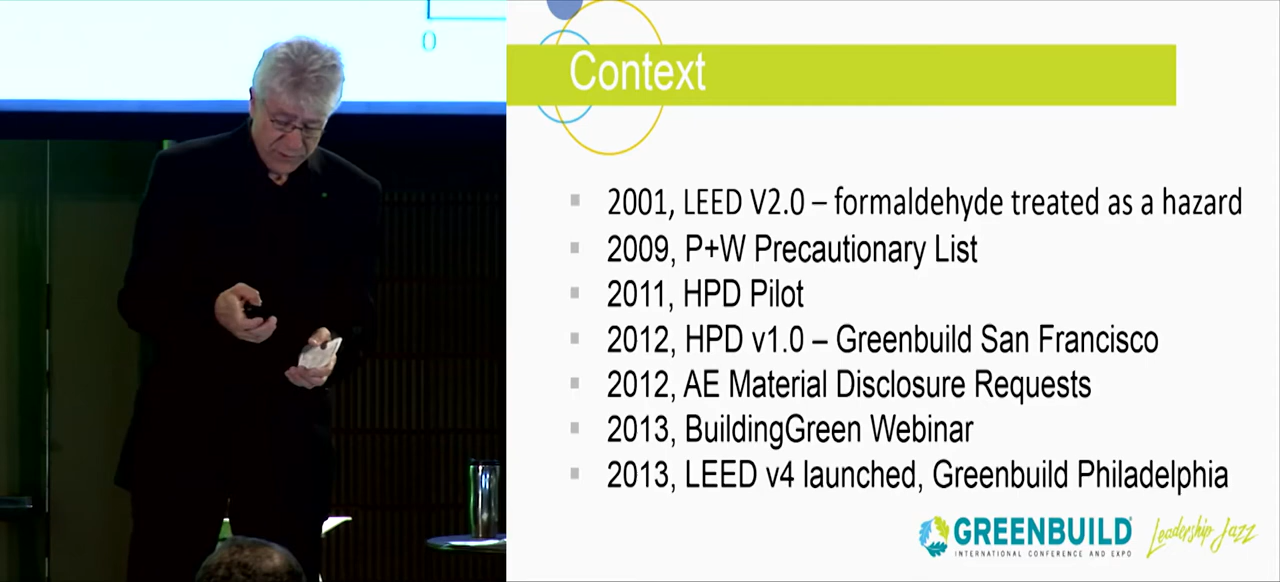 0
Context
2001, LEED V2.0 – formaldehyde treated as a hazard
2009, P+W Precautionary List
2011, HPD Pilot
2012, HPD v1.0 – Greenbuild San Francisco
2012, AE Material Disclosure Requests
2013, BuildingGreen Webinar
2013, LEED v4 launched, Greenbuild Philadelphia
GREENBUILD® Leadership Jazz
INTERNATIONAL CONFERENCE AND EXPO